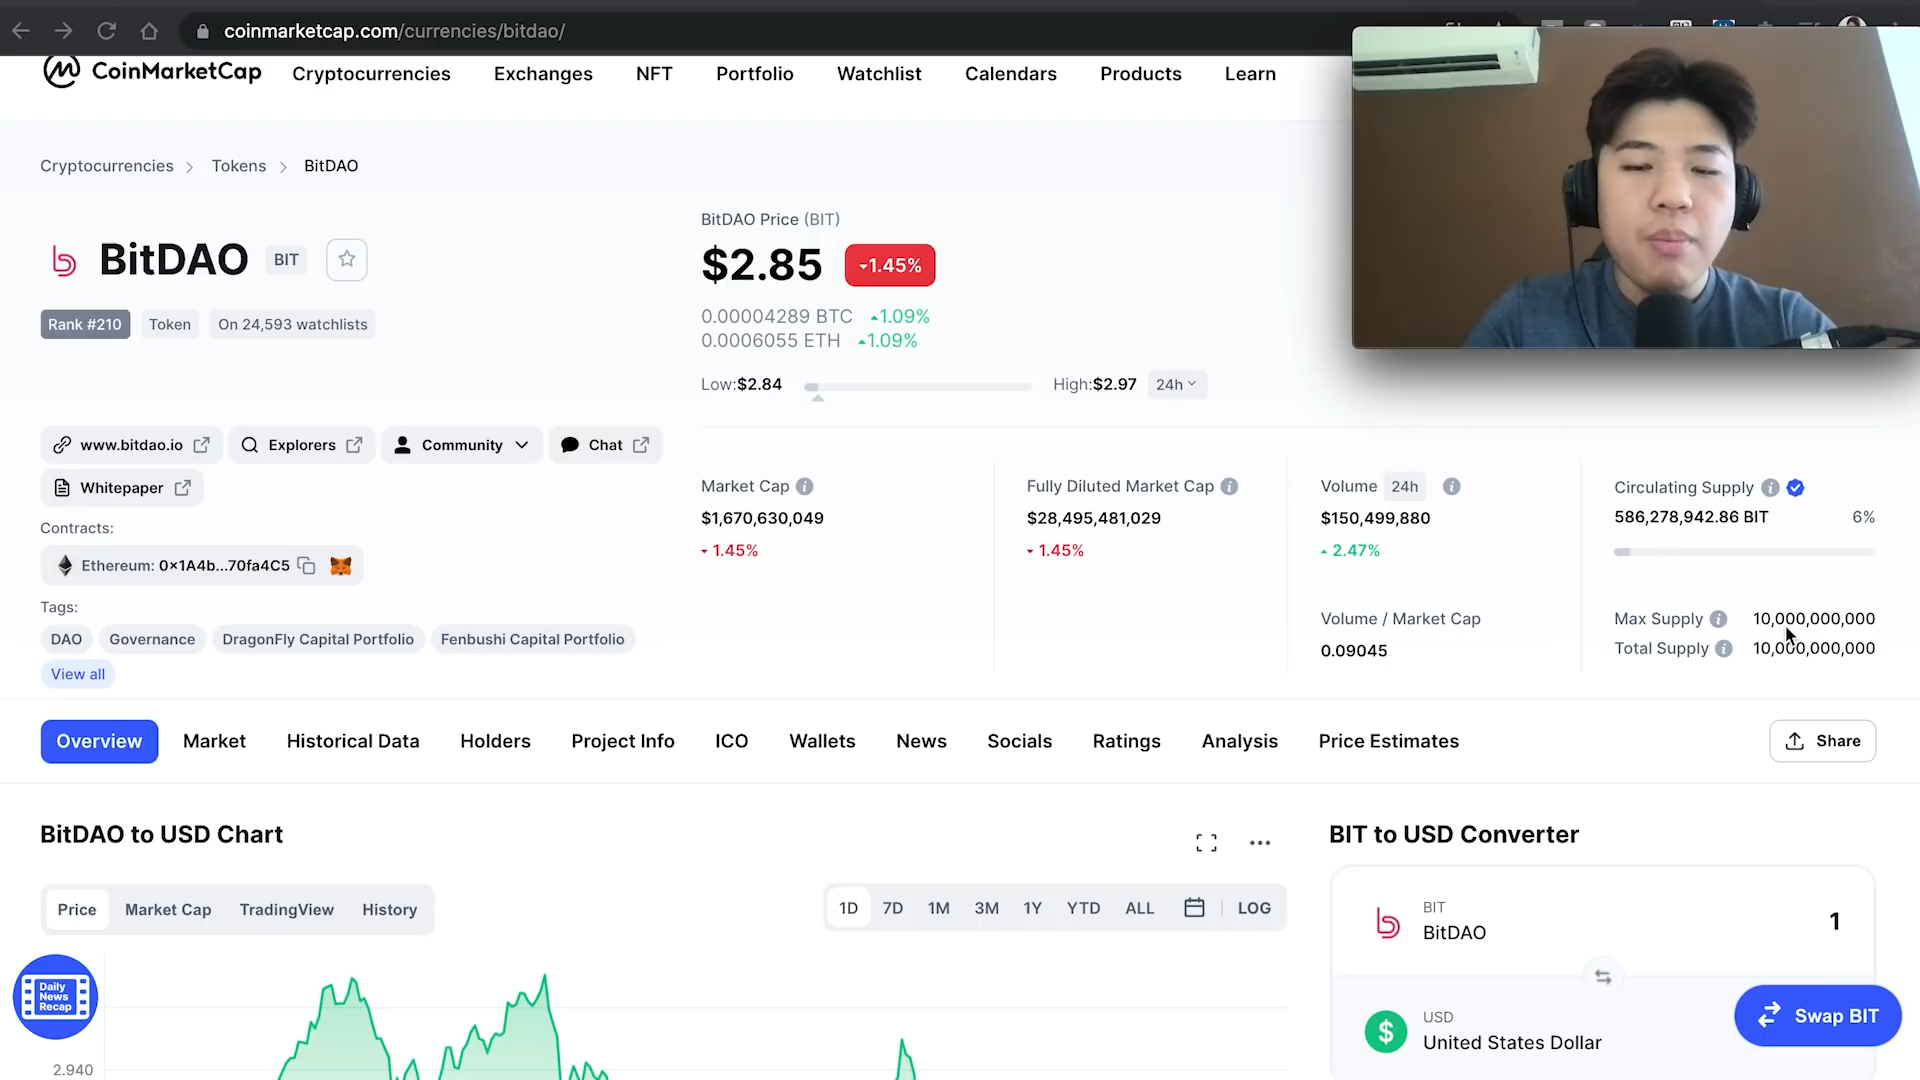 coinmarketcap.com/currencies/bitdao/
CoinMarketCap Cryptocurrencies Exchanges NFT Portfolio Watchlist Calendars Products Learn
Cryptocurrencies Tokens BitDAO
BitDAO BIT
Rank #210 Token On 24,593 watchlists
www.bitdao.io Explorers Community Chat
Whitepaper
Contracts:
Ethereum: 0x1A4b...70fa4C5
Tags:
DAO Governance DragonFly Capital Portfolio Fenbushi Capital Portfolio
View all
BitDAO Price (BIT)
$2.85 1.45%
0.00004289 BTC 1.09%
0.0006055 ETH 1.09%
Low:$2.84 High:$2.97 24h
Market Cap
$1,670,630,049
1.45%
Fully Diluted Market Cap
$28,495,481,029
1.45%
Volume 24h
$150,499,880
2.47%
Volume / Market Cap
0.09045
Circulating Supply
586,278,942.86 BIT 6%
Max Supply 10,000,000,000
Total Supply 10,000,000,000
Overview Market Historical Data Holders Project Info ICO Wallets News Socials Ratings Analysis Price Estimates Share
BitDAO to USD Chart
Price Market Cap TradingView History
1D 7D 1M 3M 1Y YTD ALL LOG
2.940
Daily
News
Recap
BIT to USD Converter
BIT
BitDAO 1
USD
United States Dollar
Swap BIT